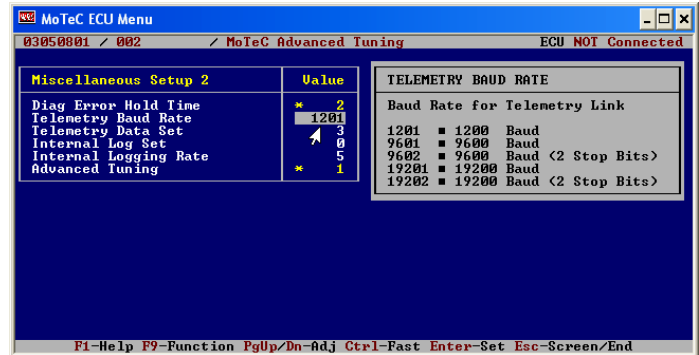 MoTeC ECU Menu
03050801 / 002 / MoTeC Advanced Tuning ECU NOT Connected
Miscellaneous Setup 2 Value
Diag Error Hold Time * 2
Telemetry Baud Rate 1201
Telemetry Data Set 3
Internal Log Set 0
Internal Logging Rate 5
Advanced Tuning * 1
TELEMETRY BAUD RATE
Baud Rate for Telemetry Link
1201 ■ 1200 Baud
9601 ■ 9600 Baud
9602 ■ 9600 Baud (2 Stop Bits)
19201 ■ 19200 Baud
19202 ■ 19200 Baud (2 Stop Bits)
F1-Help F9-Function PgUp/Dn-Adj Ctrl-Fast Enter-Set Esc-Screen/End